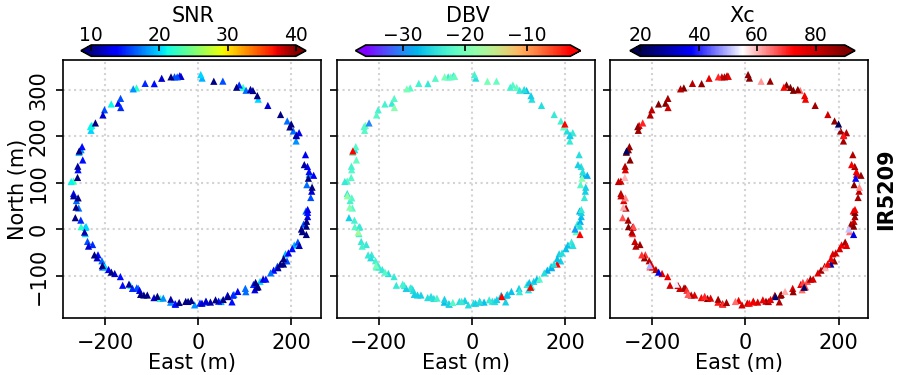 SNR DBV Xc
10 20 30 40 −30 −20 −10 20 40 60 80
300
200
100
0
−100
North (m)
IR5209
−200 0 200 −200 0 200 −200 0 200
East (m) East (m) East (m)